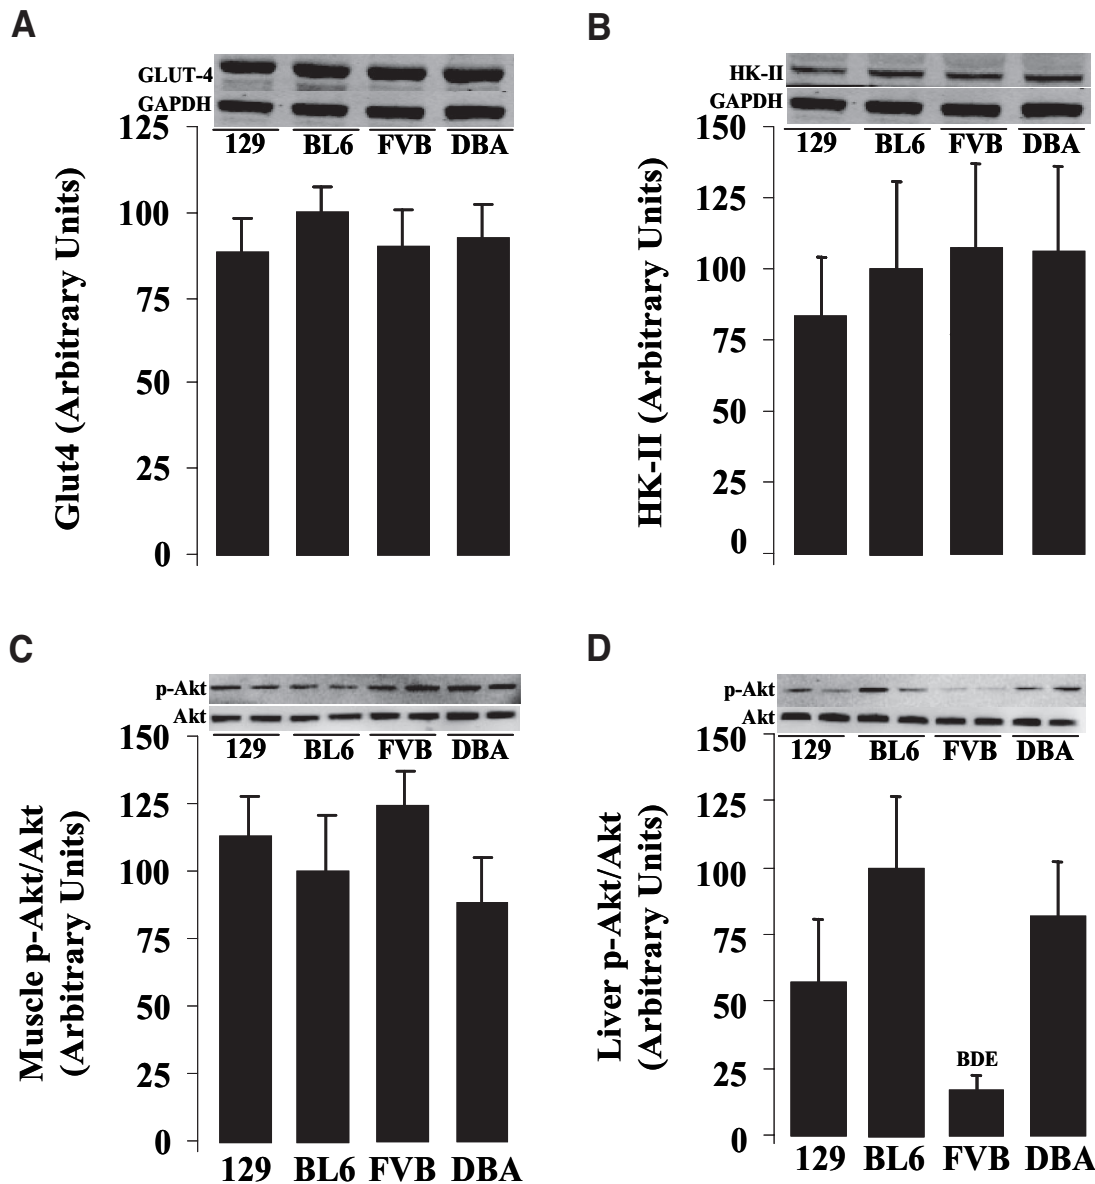 A
GLUT-4
GAPDH
129 BL6 FVB DBA
Glut4 (Arbitrary Units)
125
100
75
50
25
0
B
HK-II
GAPDH
129 BL6 FVB DBA
HK-II (Arbitrary Units)
150
125
100
75
50
25
0
C
p-Akt
Akt
129 BL6 FVB DBA
Muscle p-Akt/Akt
(Arbitrary Units)
150
125
100
75
50
25
0
129 BL6 FVB DBA
D
p-Akt
Akt
129 BL6 FVB DBA
Liver p-Akt/Akt
(Arbitrary Units)
150
125
100
75
50
25
0
BDE
129 BL6 FVB DBA